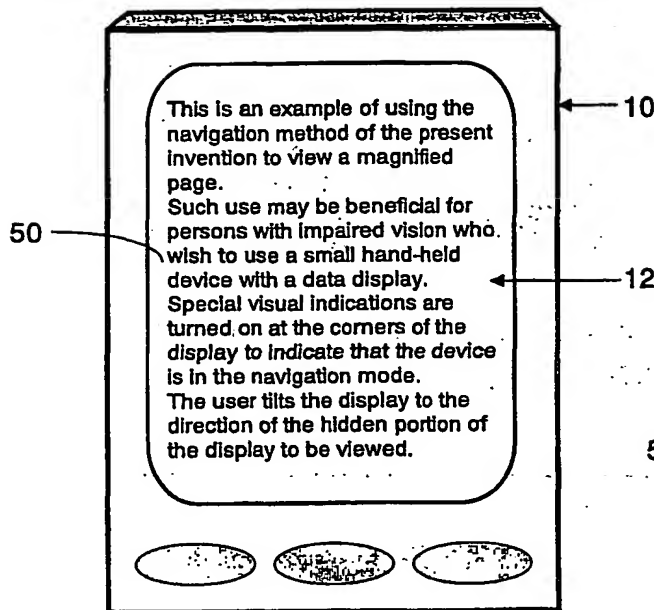 This is an example of using the
navigation method of the present
invention to view a magnified
page.
Such use may be beneficial for
persons with impaired vision who
wish to use a small hand-held
device with a data display.
Special visual indications are
turned on at the corners of the
display to indicate that the device
is in the navigation mode.
The user tilts the display to the
direction of the hidden portion of
the display to be viewed.
10
50
12
5